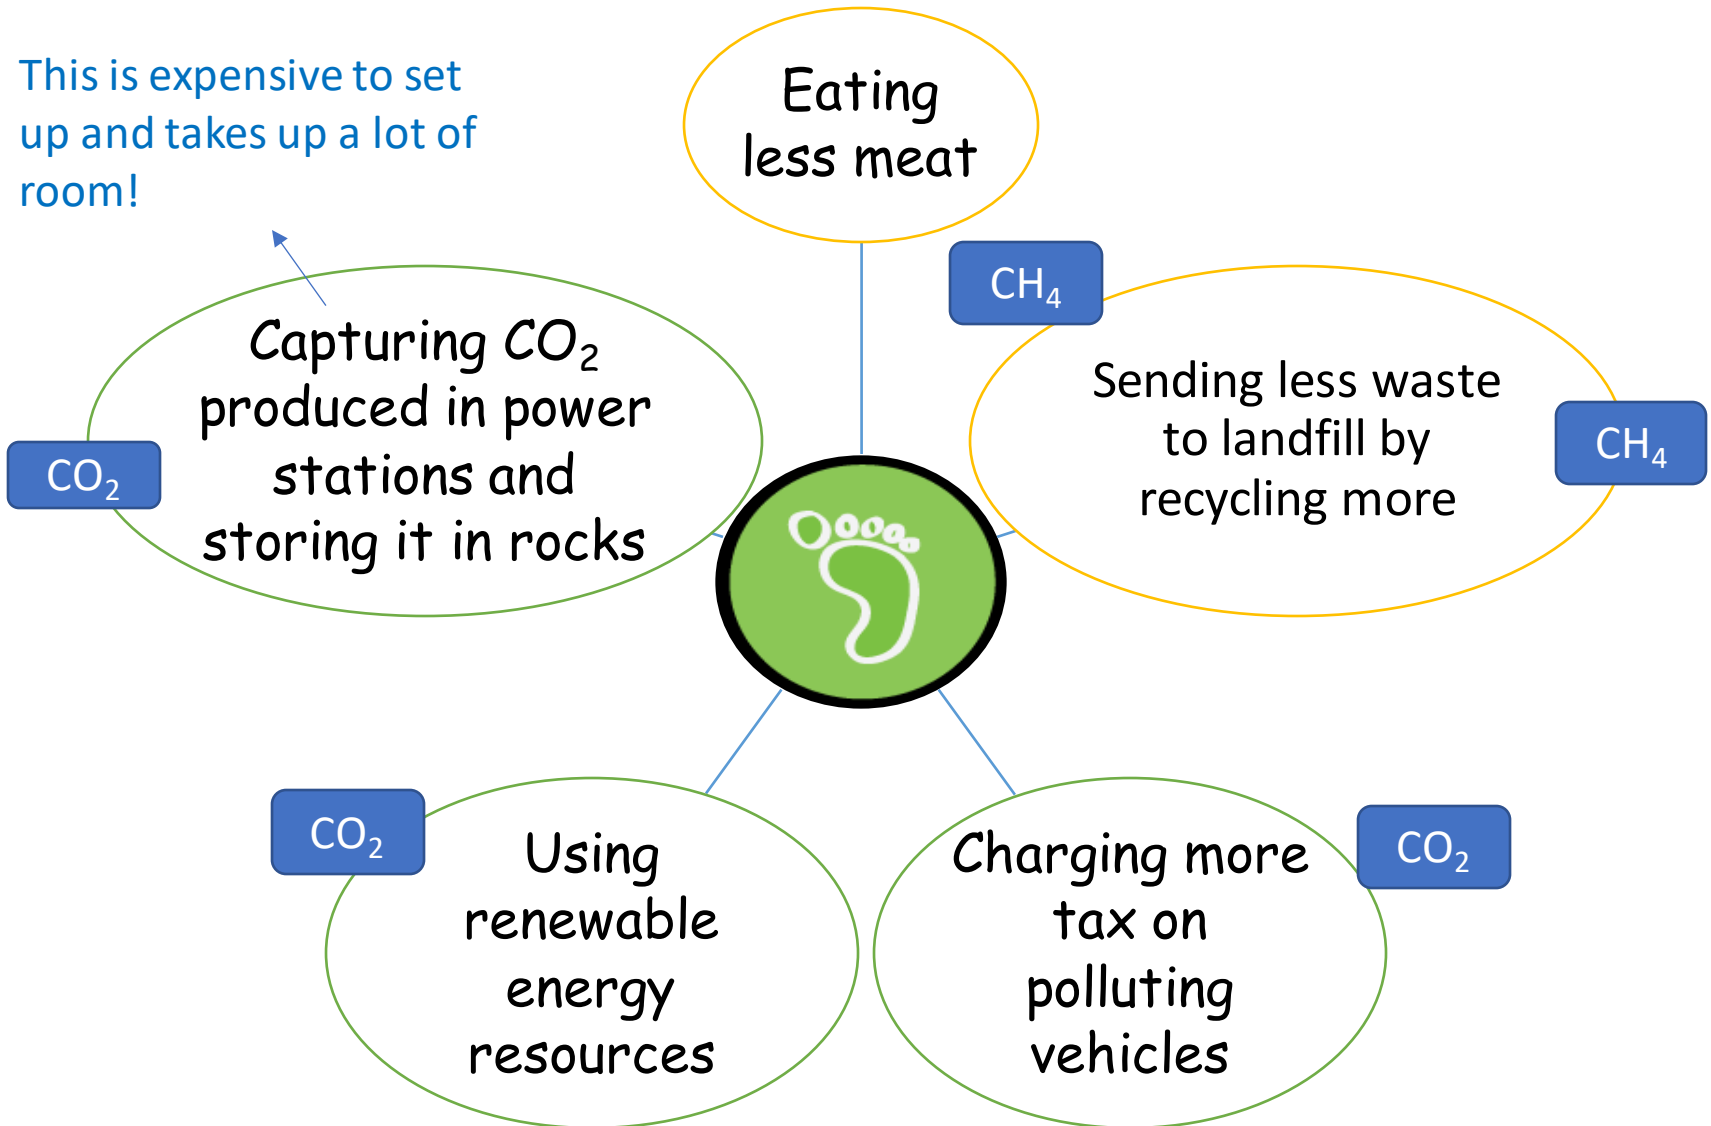 This is expensive to set
up and takes up a lot of
room!
Eating
less meat
CH₄
Capturing CO₂
produced in power
stations and
storing it in rocks
CO₂
Sending less waste
to landfill by
recycling more
CH₄
CO₂
Using
renewable
energy
resources
Charging more
tax on
polluting
vehicles
CO₂